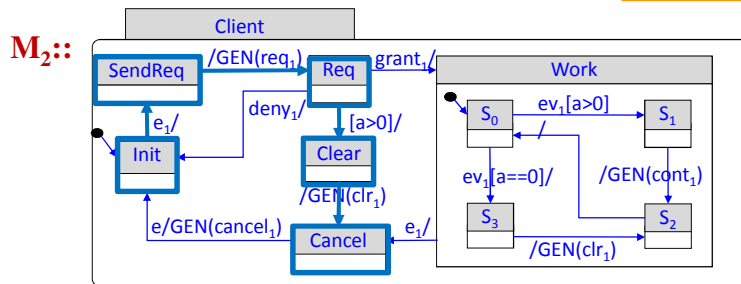 Client
M₂::
/GEN(req₁)
SendReq
Req
grant₁/
Work
deny₁/
[a>0]/
e₁/
Init
Clear
/GEN(clr₁)
e/GEN(cancel₁)
Cancel
e₁/
S₀
ev₁[a>0]
S₁
/
ev₁[a==0]/
/GEN(cont₁)
S₃
S₂
/GEN(clr₁)